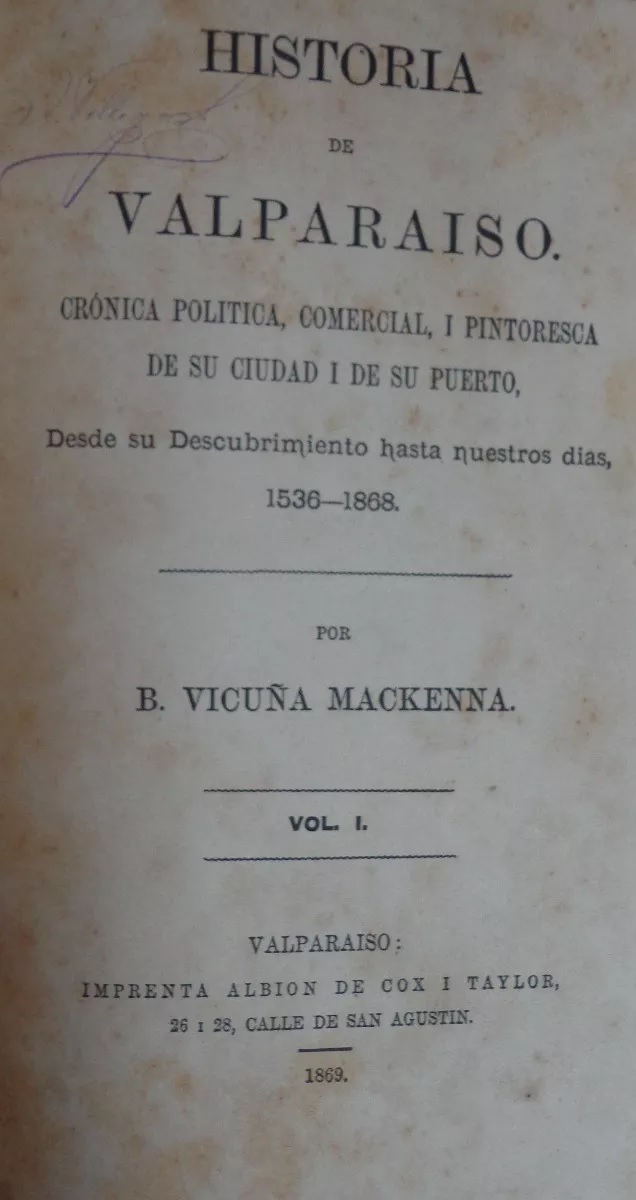 HISTORIA
DE
VALPARAISO.
CRÓNICA POLITICA, COMERCIAL, I PINTORESCA
DE SU CIUDAD I DE SU PUERTO,
Desde su Descubrimiento hasta nuestros dias,
1536—1868.
POR
B. VICUÑA MACKENNA.
VOL. I.
VALPARAISO:
IMPRENTA ALBION DE COX I TAYLOR,
26 I 28, CALLE DE SAN AGUSTIN.
1869.